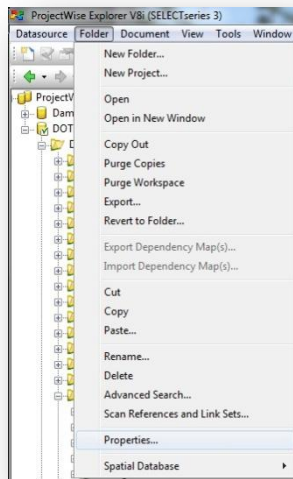 ProjectWise Explorer V8i (SELECTseries 3)
Datasource Folder Document View Tools Window
New Folder...
New Project...
Open
Open in New Window
Copy Out
Purge Copies
Purge Workspace
Export...
Revert to Folder...
Export Dependency Map(s)...
Import Dependency Map(s)...
Cut
Copy
Paste...
Rename...
Delete
Advanced Search...
Scan References and Link Sets...
Properties...
Spatial Database
ProjectW
Dam
DOT